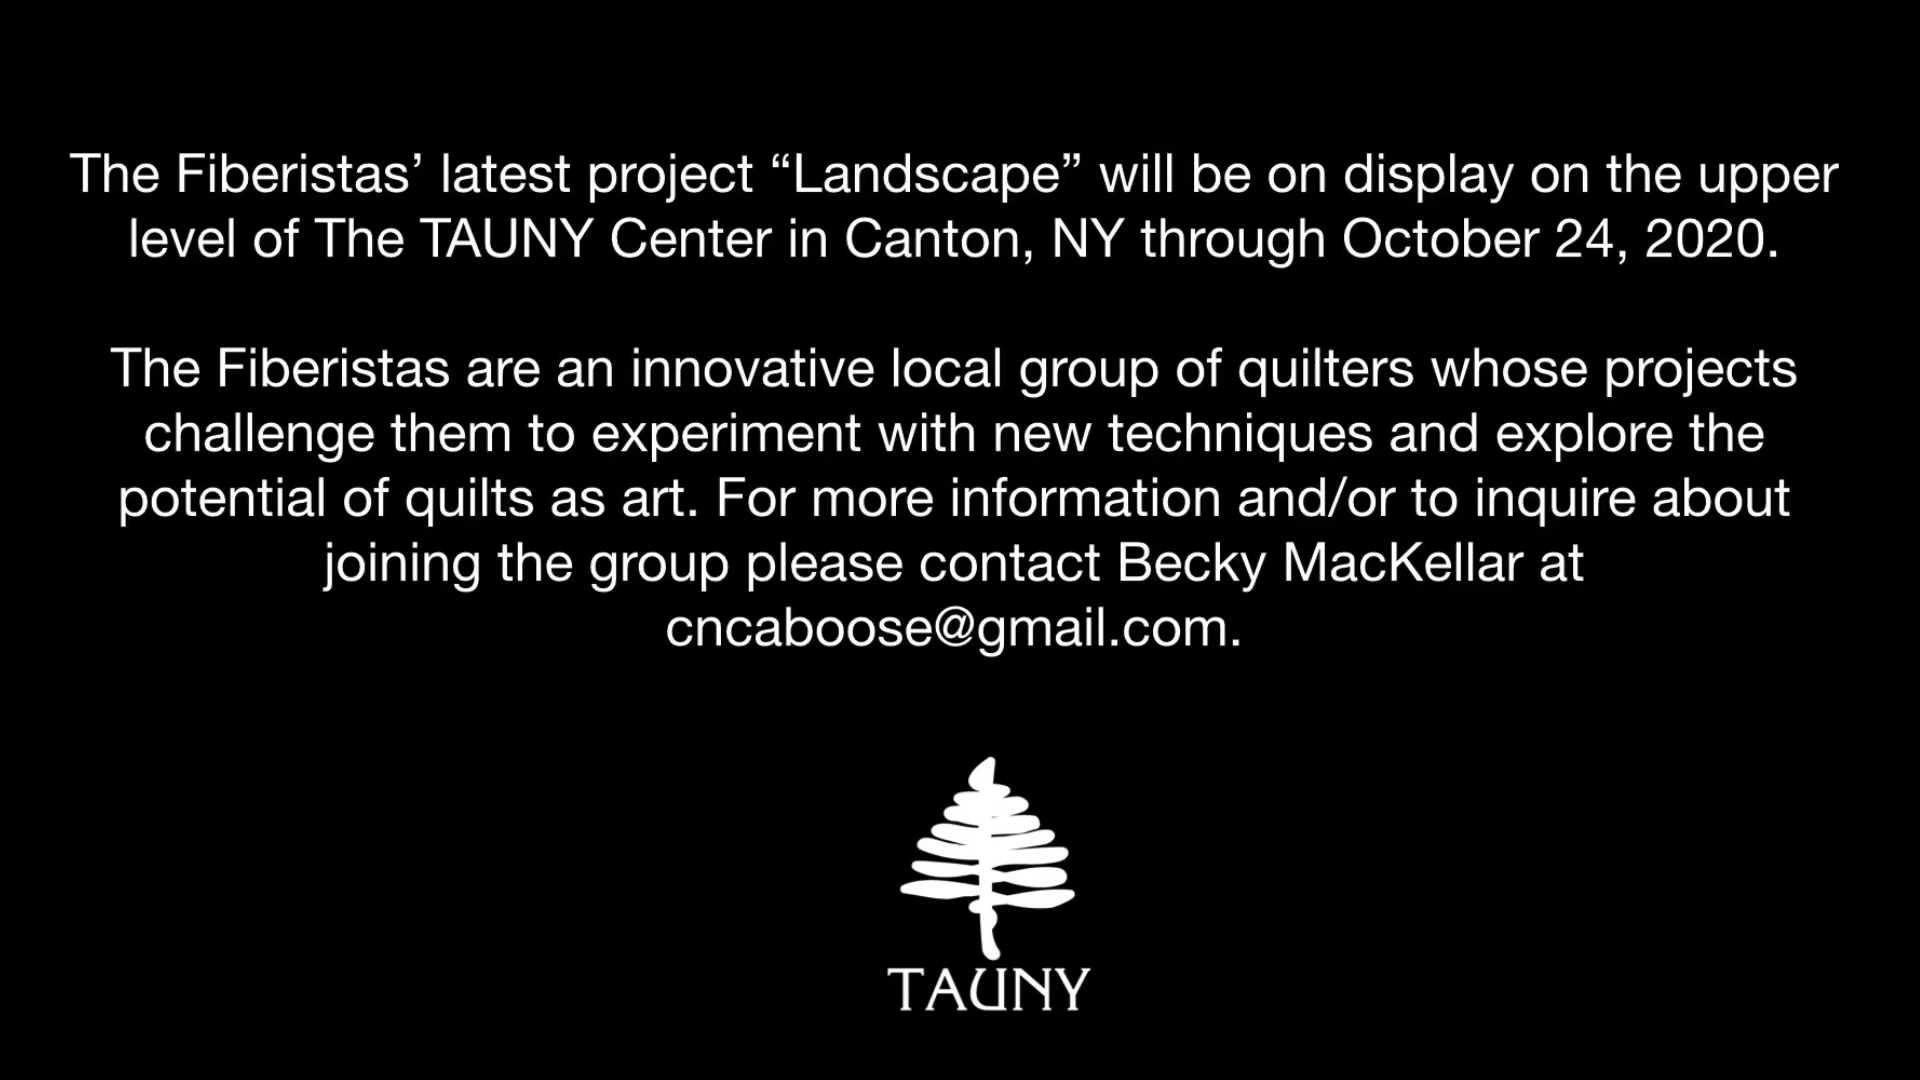 The Fiberistas’ latest project “Landscape” will be on display on the upper
level of The TAUNY Center in Canton, NY through October 24, 2020.
The Fiberistas are an innovative local group of quilters whose projects
challenge them to experiment with new techniques and explore the
potential of quilts as art. For more information and/or to inquire about
joining the group please contact Becky MacKellar at
cncaboose@gmail.com.
TAUNY